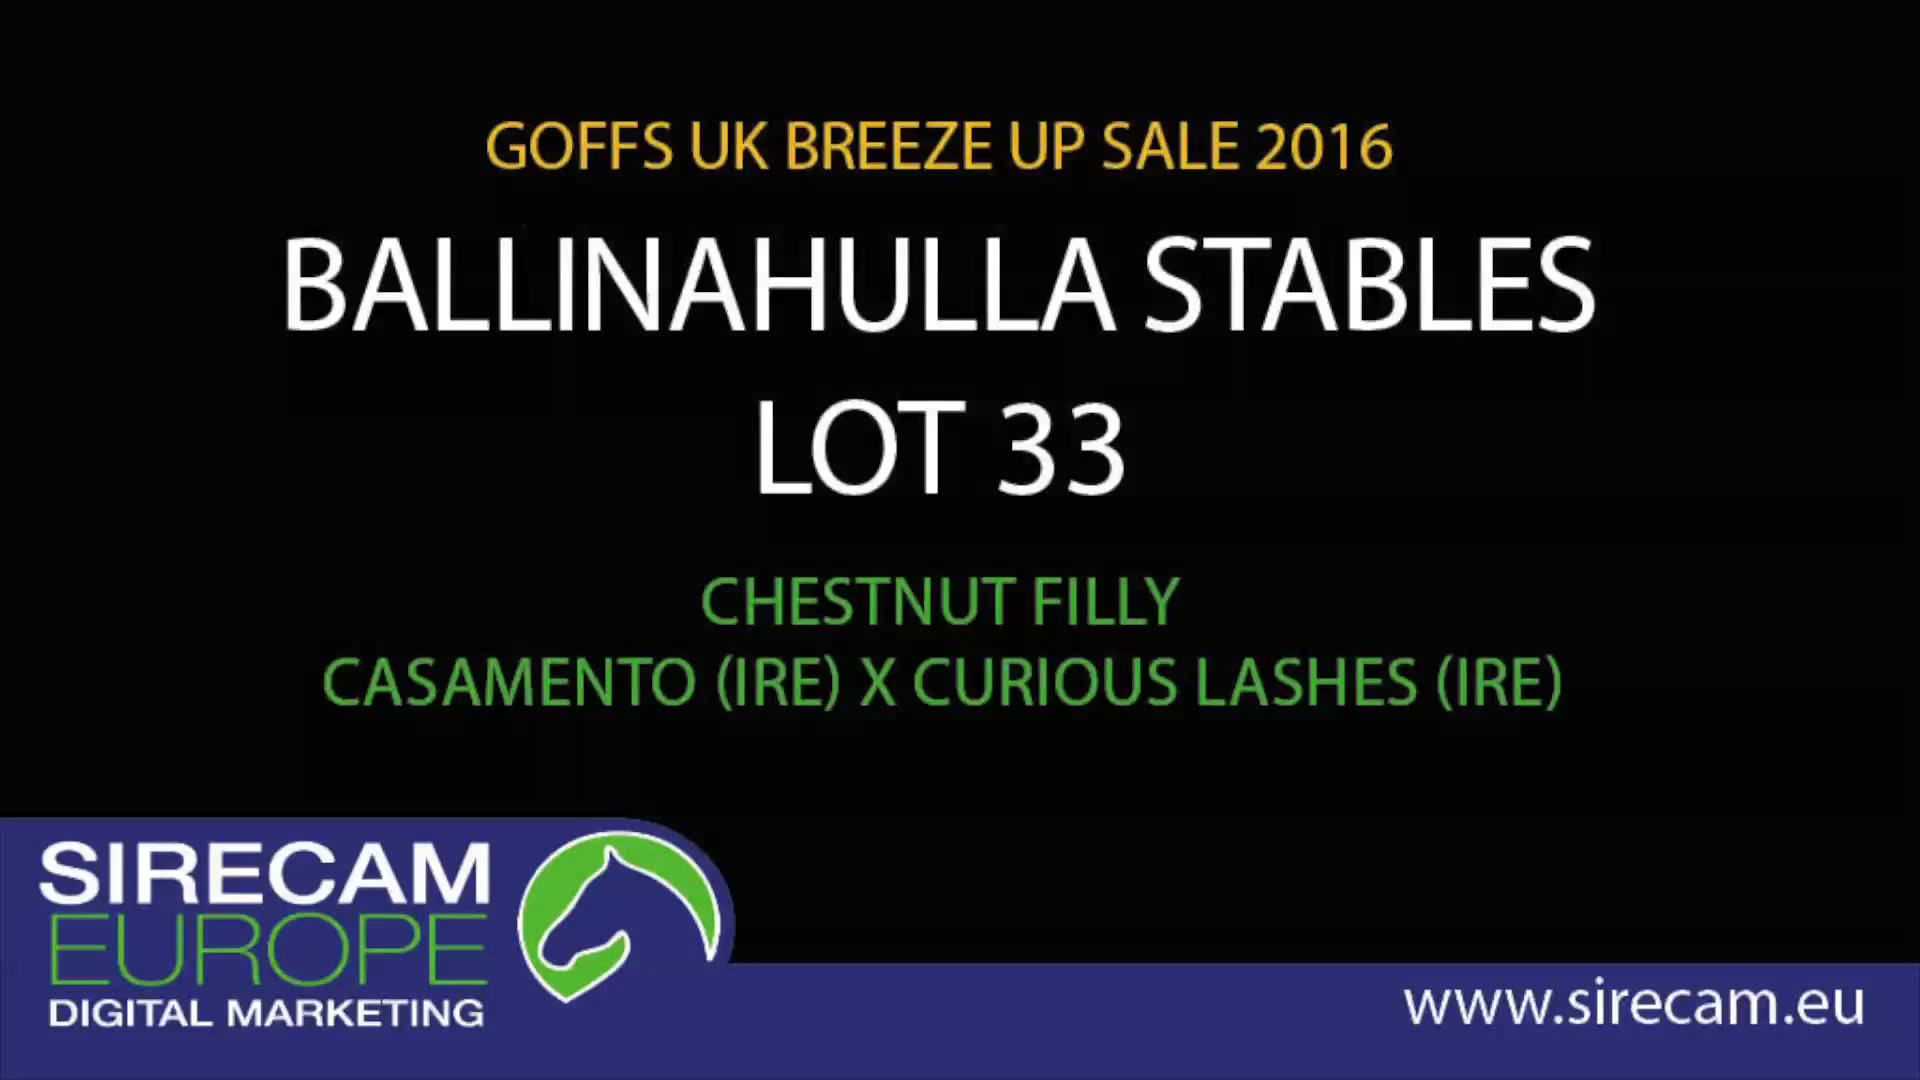 GOFFS UK BREEZE UP SALE 2016
BALLINAHULLA STABLES
LOT 33
CHESTNUT FILLY
CASAMENTO (IRE) X CURIOUS LASHES (IRE)
SIRECAM
EUROPE
DIGITAL MARKETING
www.sirecam.eu